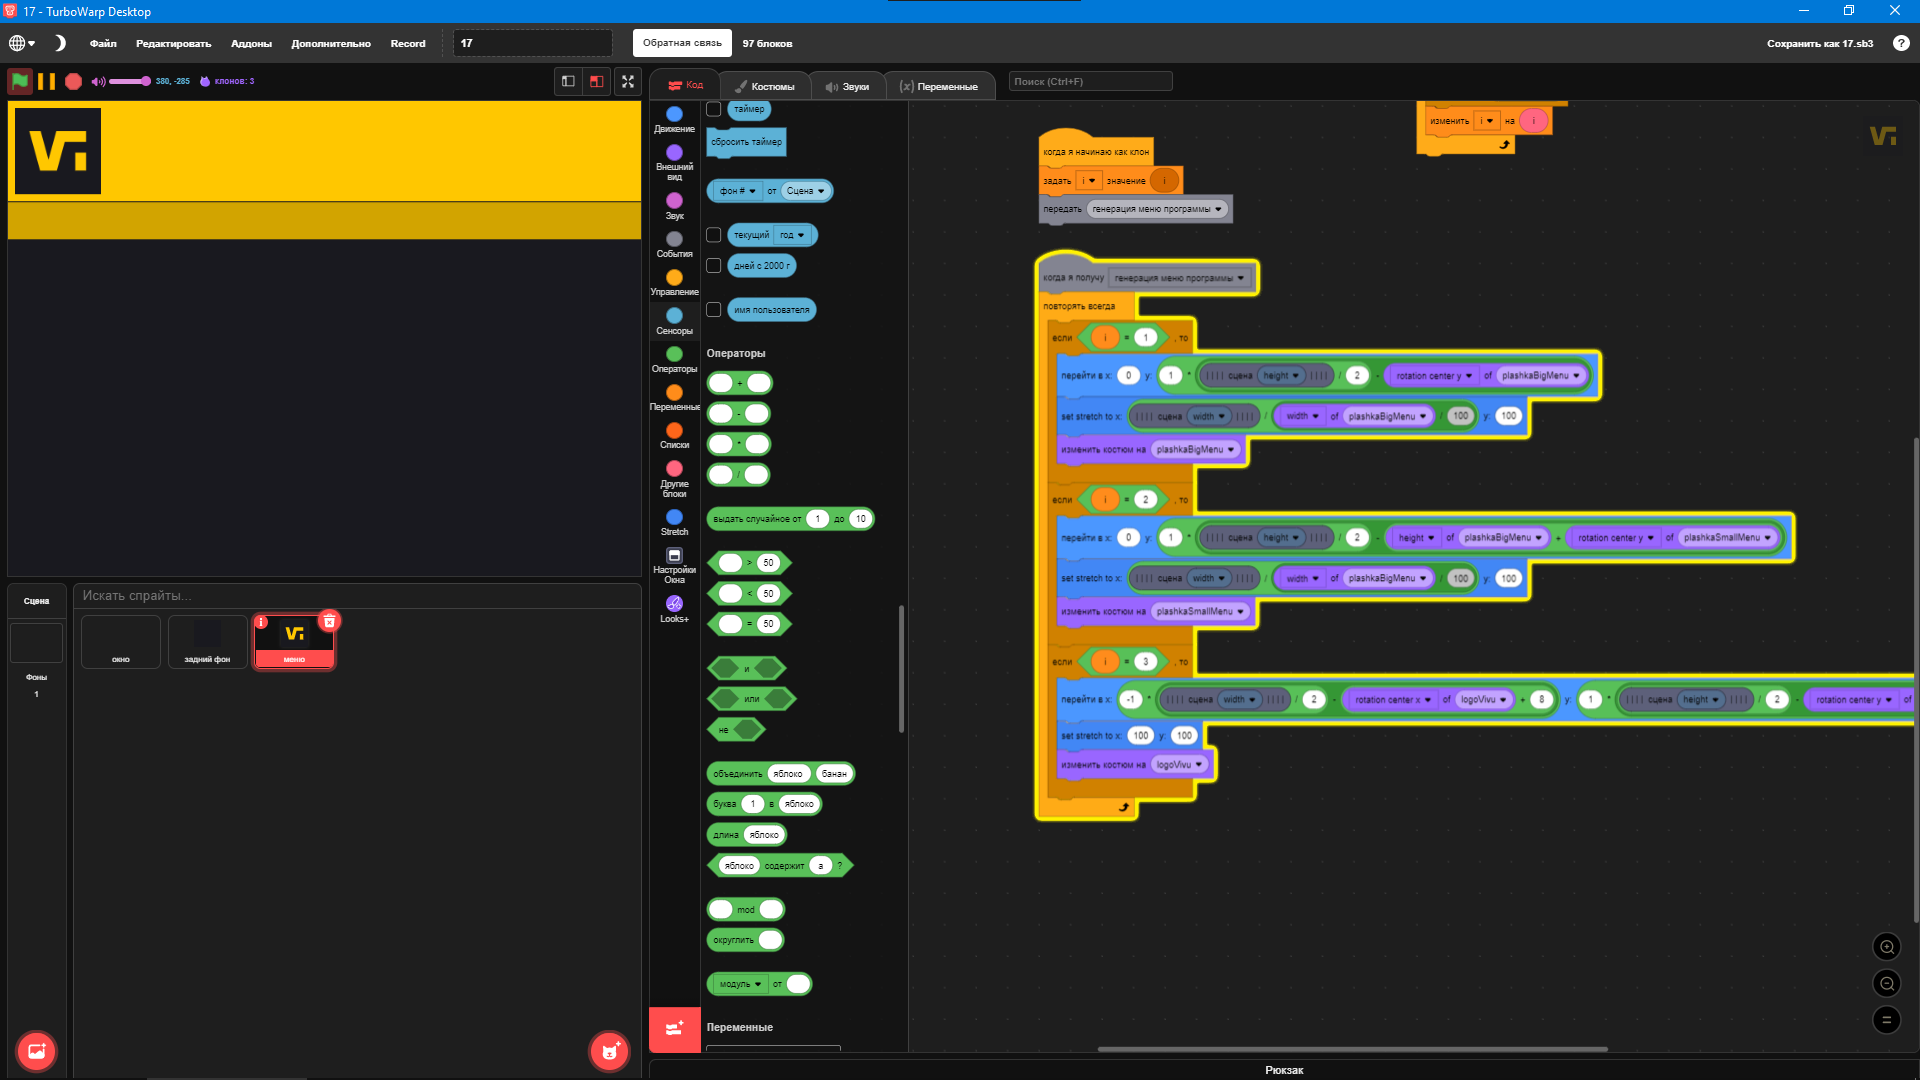 17 - TurboWarp Desktop
Файл
Редактировать
Аддоны
Дополнительно
Record
17
Обратная связь
97 блоков
Сохранить как 17.sb3
?
380, -285
клонов: 3
Код
Костюмы
Звуки
Переменные
Поиск (Ctrl+F)
Vi
Сцена
Фоны
1
Искать спрайты...
окно
задний фон
Vi
меню
Движение
Внешний вид
Звук
События
Управление
Сенсоры
Операторы
Переменные
Списки
Другие блоки
Stretch
Настройки Окна
Looks+
таймер
сбросить таймер
фон # от Сцена
текущий год
дней с 2000 г
имя пользователя
Операторы
+
-
*
/
выдать случайное от 1 до 10
> 50
< 50
= 50
и
или
не
объединить яблоко банан
буква 1 в яблоко
длина яблоко
яблоко содержит а ?
mod
округлить
модуль от
Переменные
изменить i на i
Vi
когда я начинаю как клон
задать i значение i
передать генерация меню программы
когда я получу генерация меню программы
повторять всегда
если i = 1 , то
перейти в x: 0 y: 1 * |||| сцена height |||| / 2 - rotation center y of plashkaBigMenu
set stretch to x: |||| сцена width |||| / width of plashkaBigMenu / 100 y: 100
изменить костюм на plashkaBigMenu
если i = 2 , то
перейти в x: 0 y: 1 * |||| сцена height |||| / 2 - height of plashkaBigMenu + rotation center y of plashkaSmallMenu
set stretch to x: |||| сцена width |||| / width of plashkaBigMenu / 100 y: 100
изменить костюм на plashkaSmallMenu
если i = 3 , то
перейти в x: -1 * |||| сцена width |||| / 2 - rotation center x of logoVivu + 8 y: 1 * |||| сцена height |||| / 2 - rotation center y of
set stretch to x: 100 y: 100
изменить костюм на logoVivu
Рюкзак